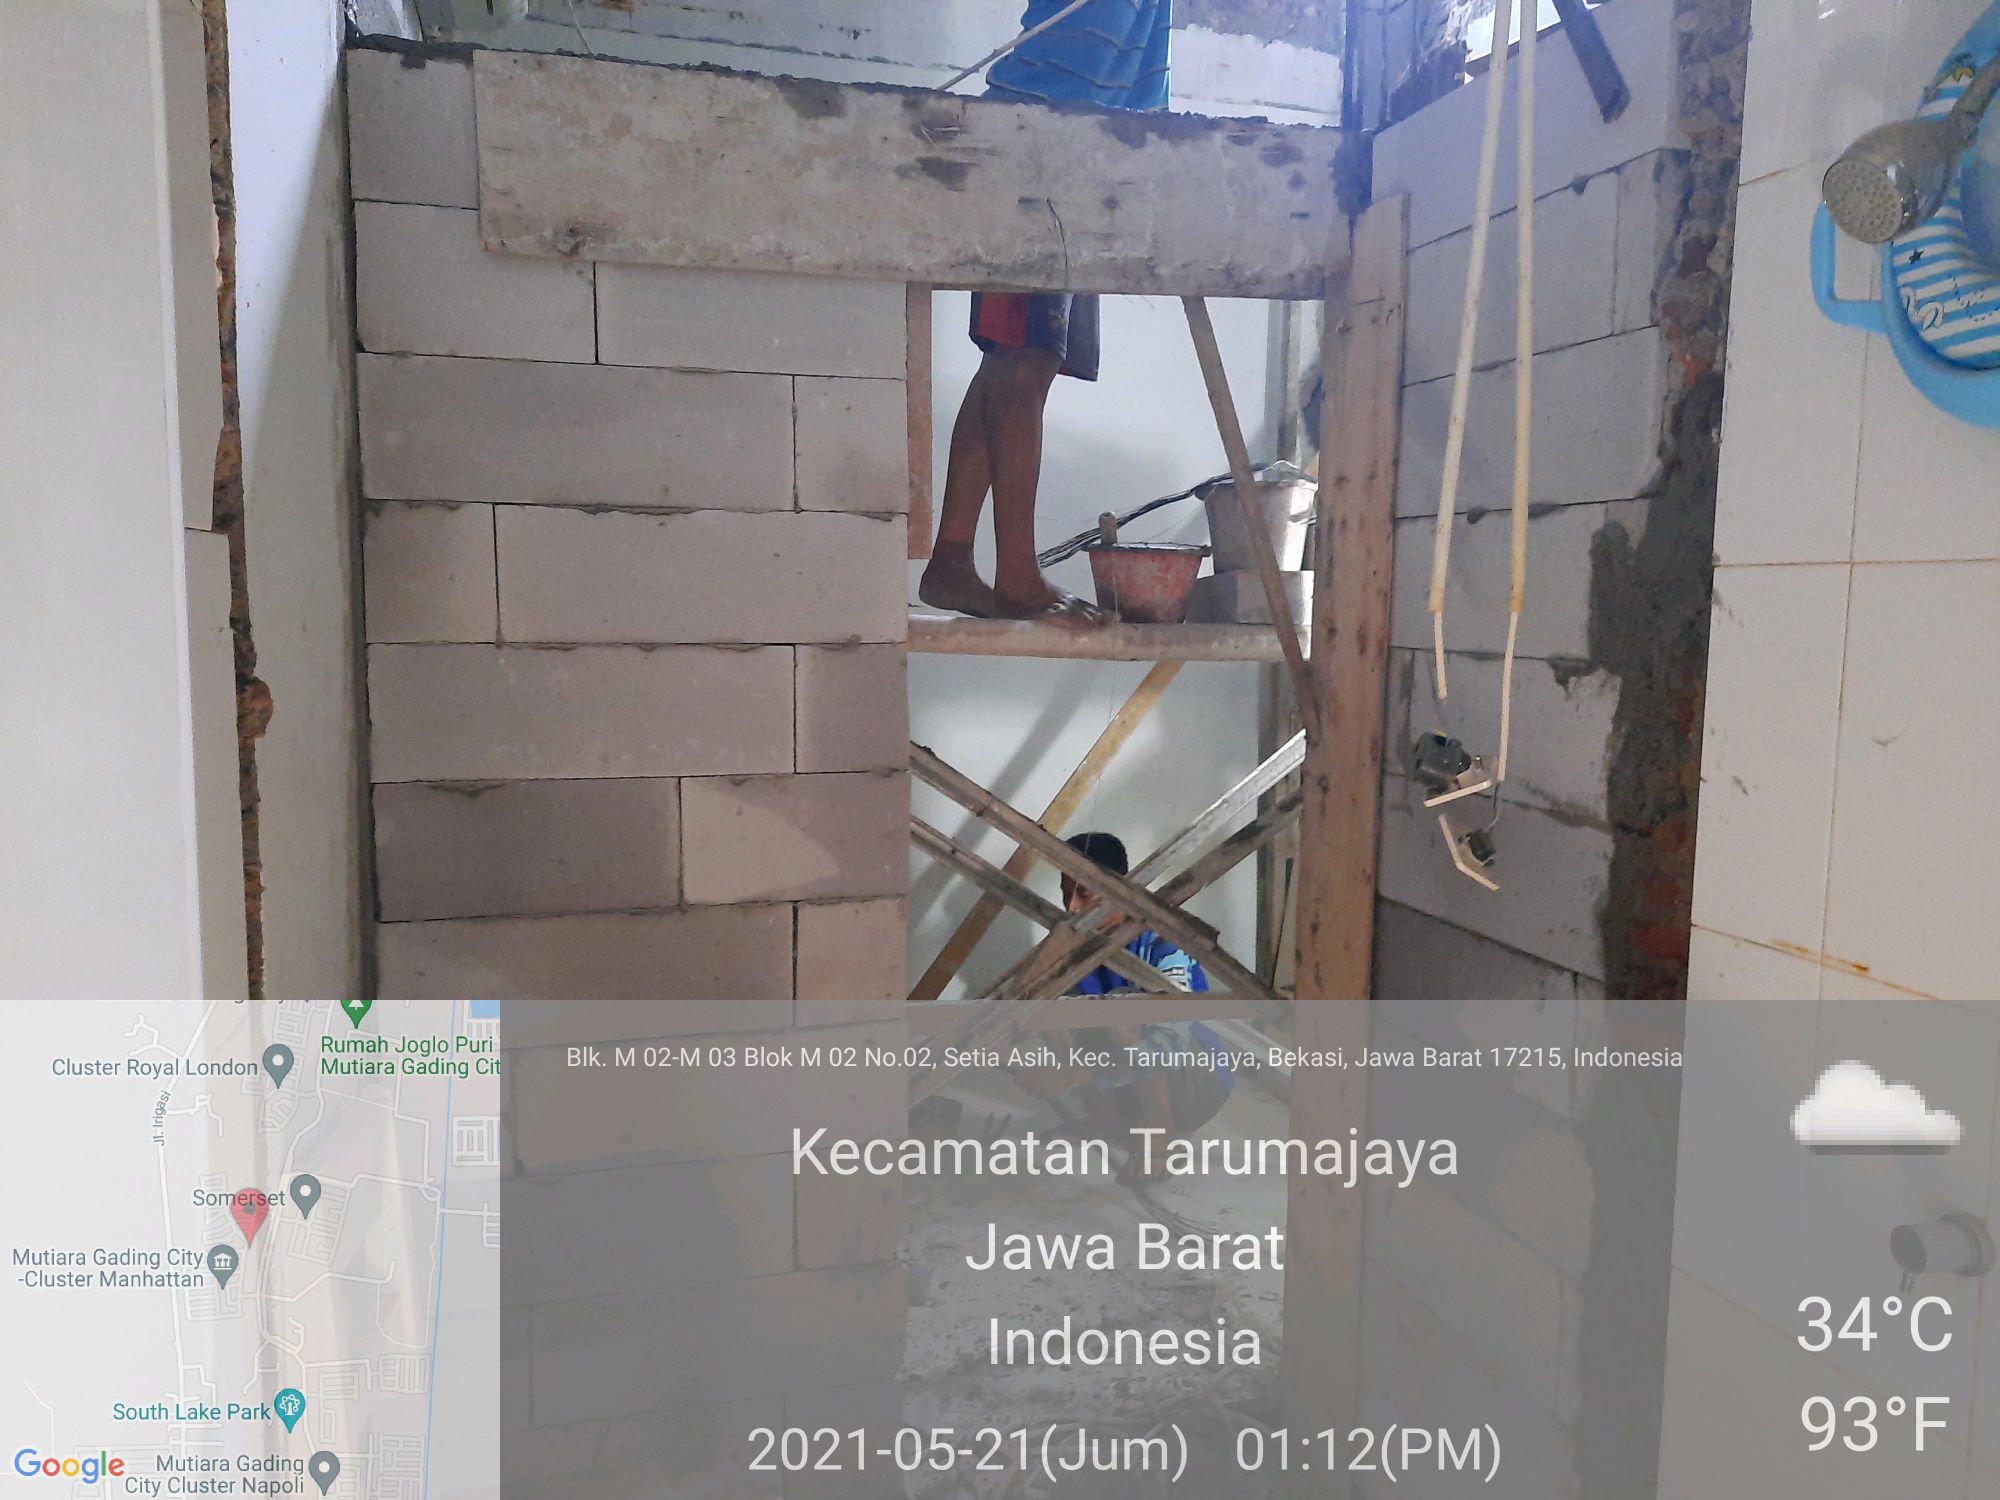 Cluster Royal London
Rumah Joglo Puri
Mutiara Gading Cit
Jl. Irigasi
Somerset
Mutiara Gading City
-Cluster Manhattan
South Lake Park
Google
Mutiara Gading
City Cluster Napoli
Blk. M 02-M 03 Blok M 02 No.02, Setia Asih, Kec. Tarumajaya, Bekasi, Jawa Barat 17215, Indonesia
Kecamatan Tarumajaya
Jawa Barat
Indonesia
2021-05-21(Jum) 01:12(PM)
34°C
93°F